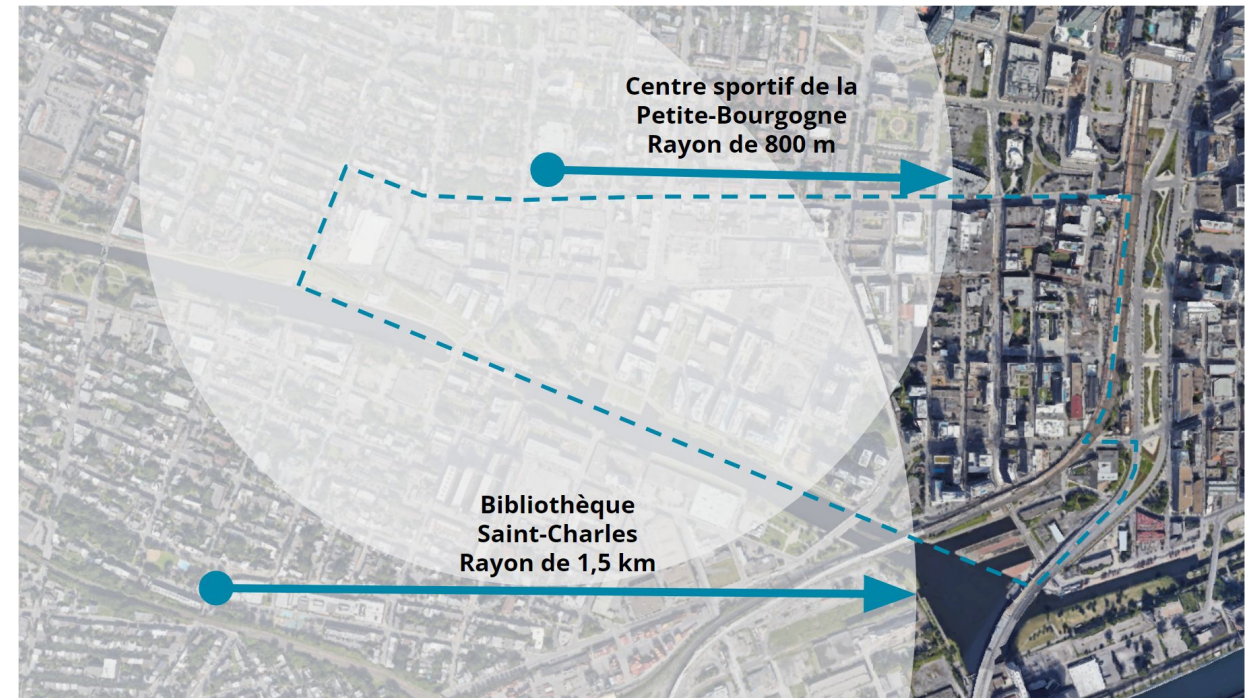 Centre sportif de la
Petite-Bourgogne
Rayon de 800 m
Bibliothèque
Saint-Charles
Rayon de 1,5 km